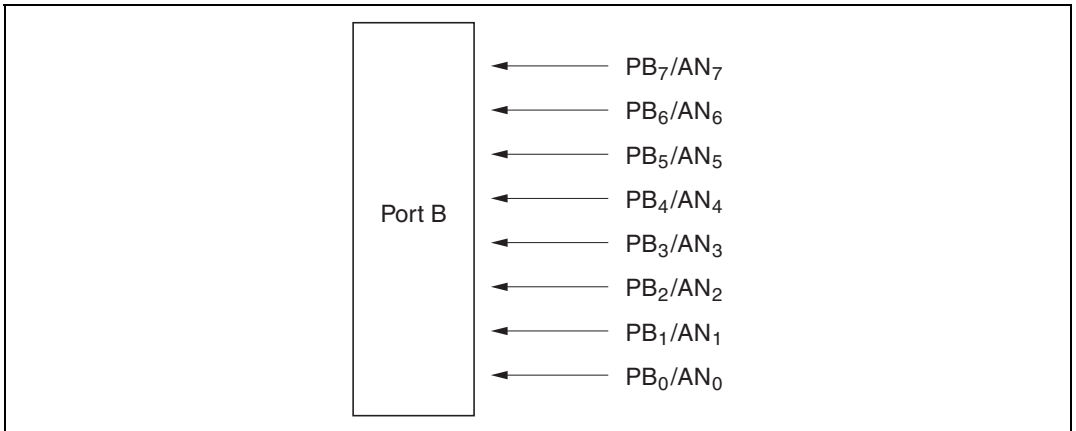 PB₇/AN₇
PB₆/AN₆
PB₅/AN₅
PB₄/AN₄
Port B
PB₃/AN₃
PB₂/AN₂
PB₁/AN₁
PB₀/AN₀